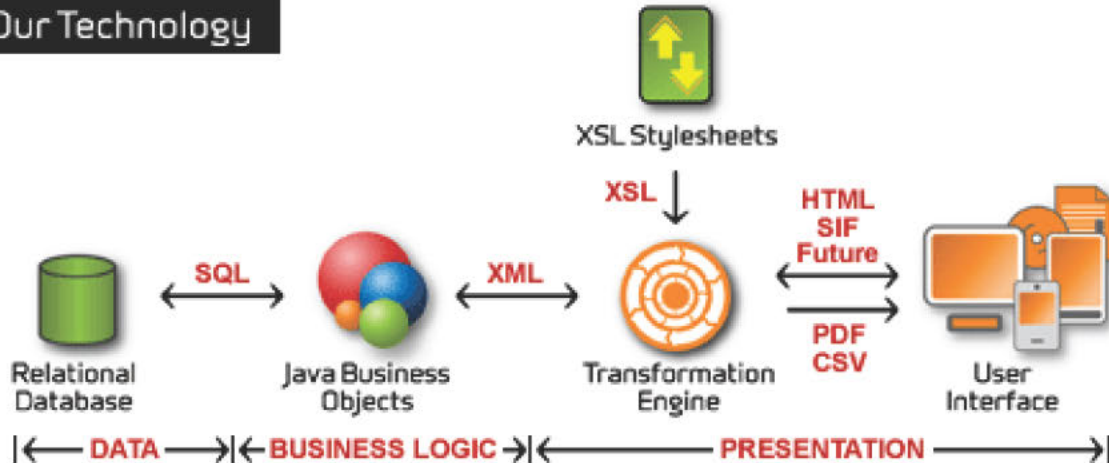 Our Technology
XSL Stylesheets
XSL
HTML
SIF
Future
SQL
XML
PDF
CSV
Relational
Database
Java Business
Objects
Transformation
Engine
User
Interface
DATA
BUSINESS LOGIC
PRESENTATION